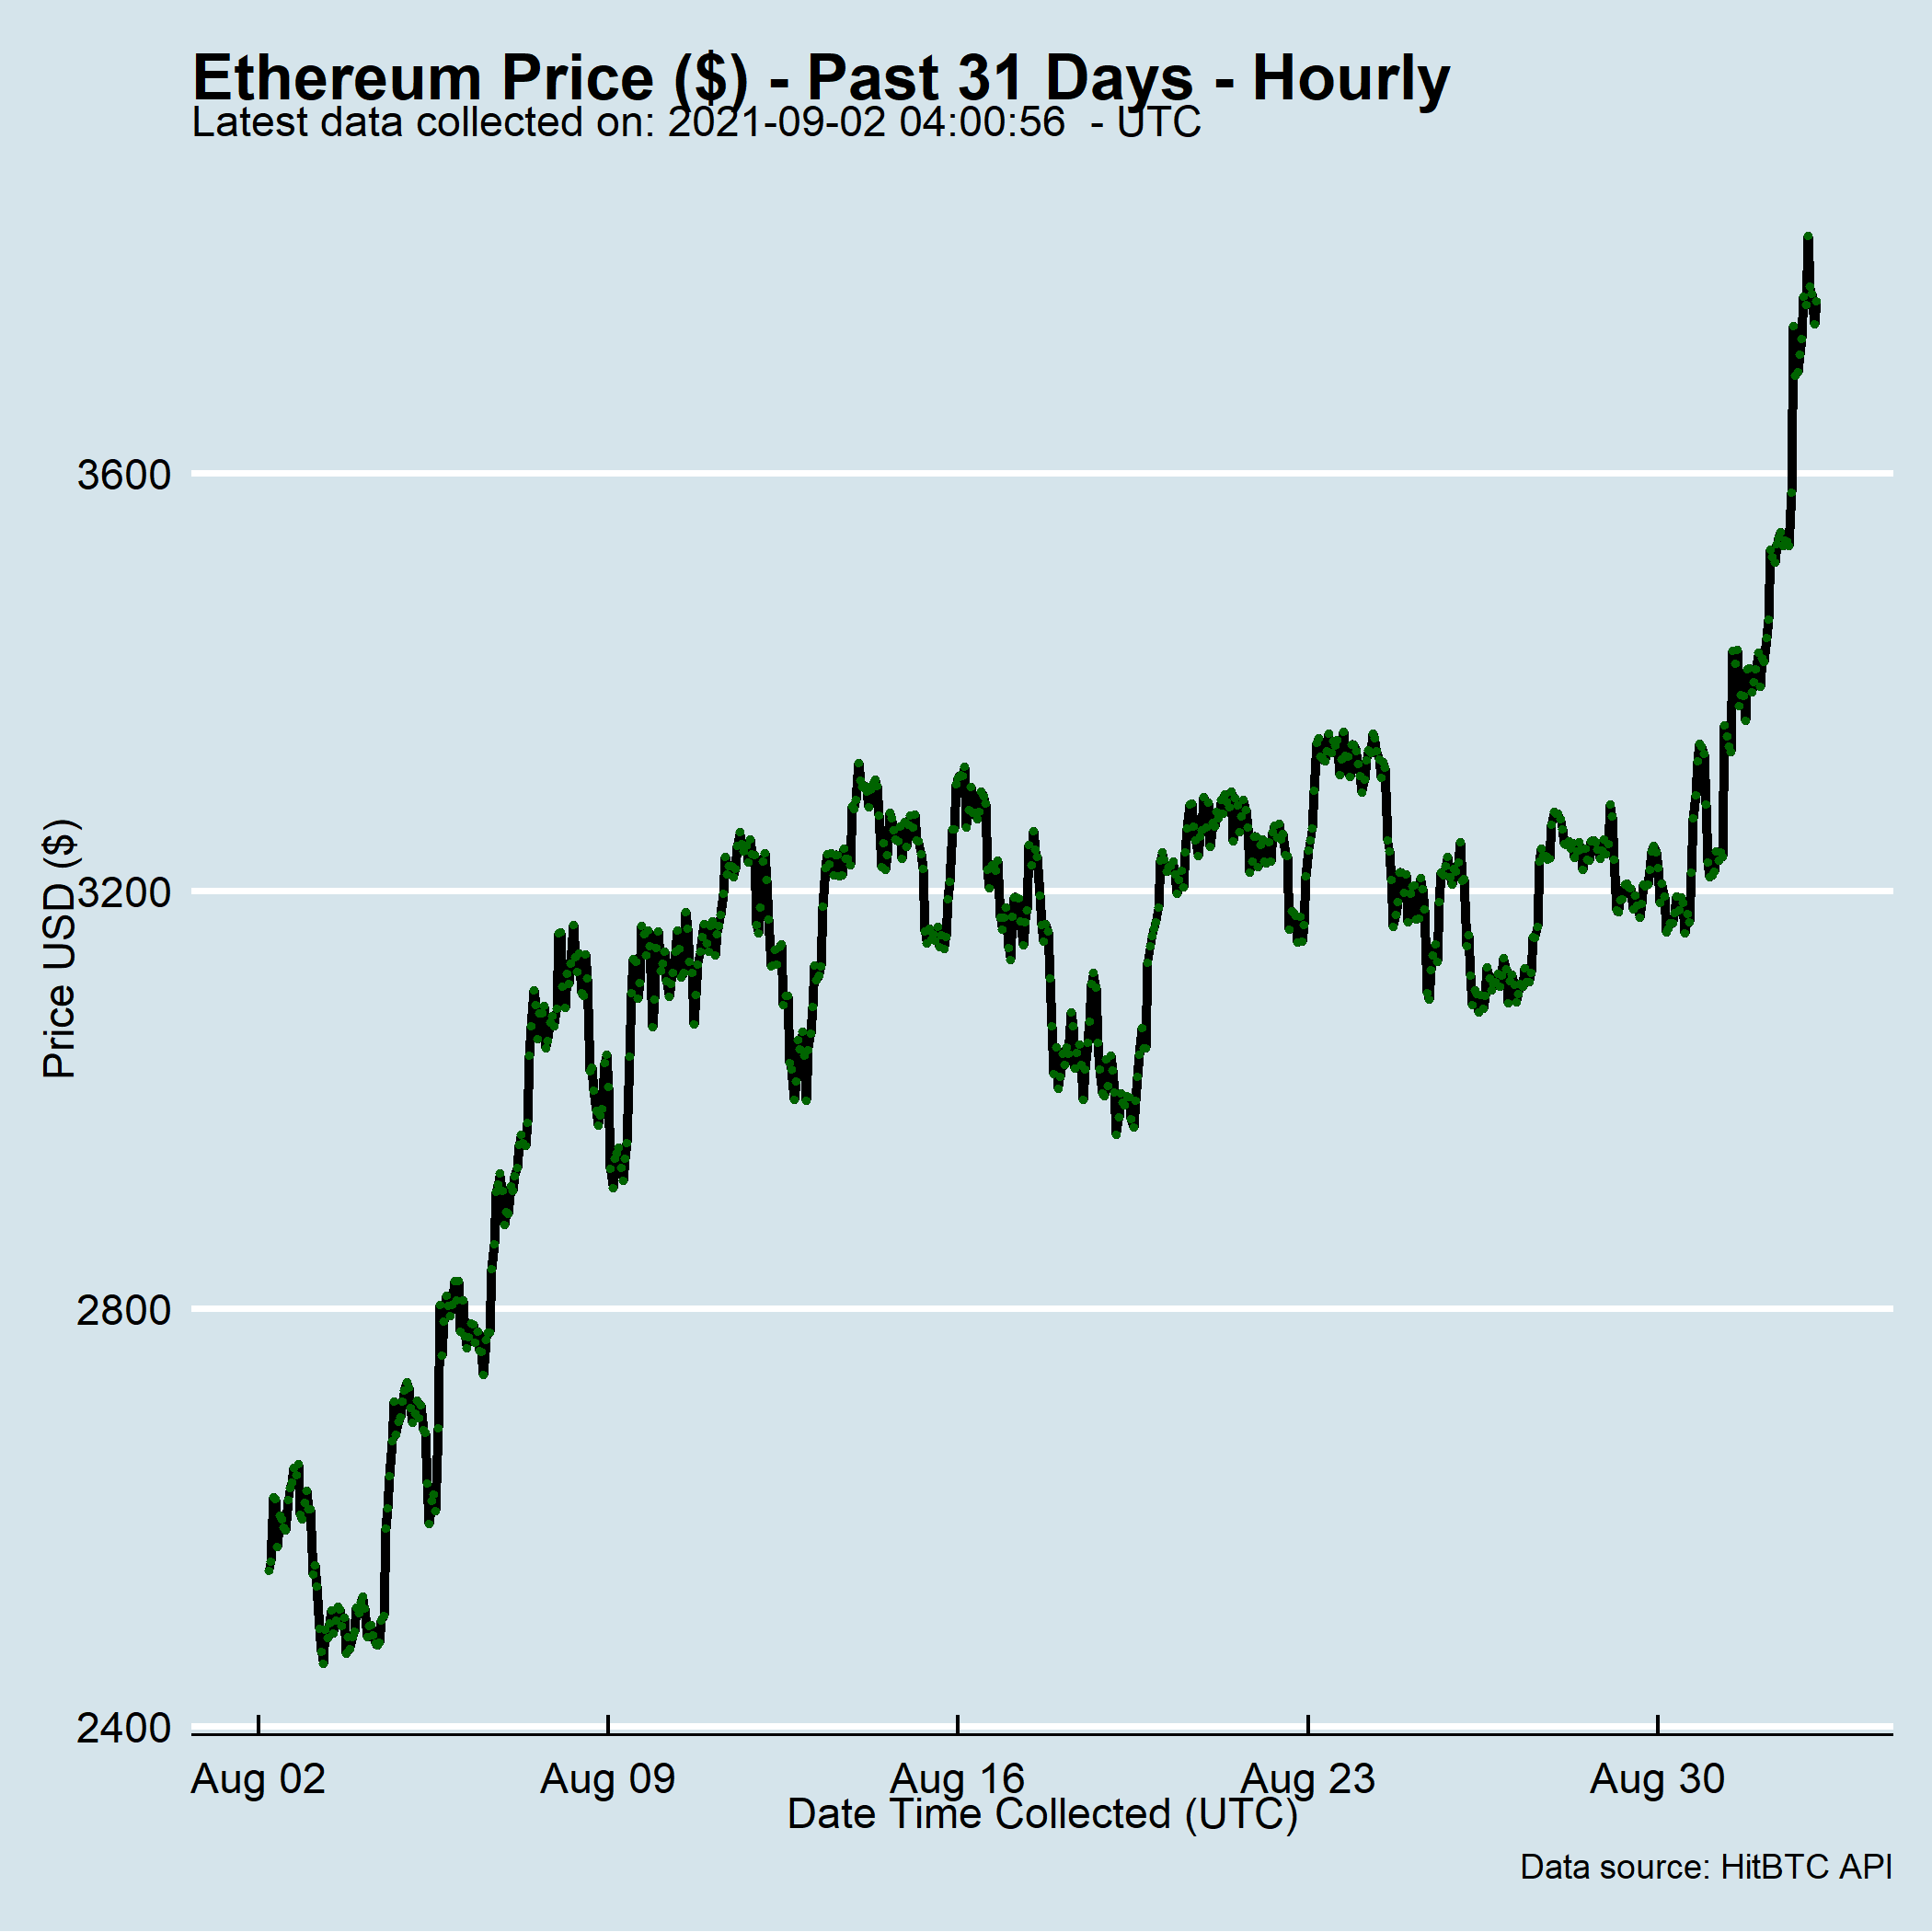 Ethereum Price ($) - Past 31 Days - Hourly
Latest data collected on: 2021-09-02 04:00:56  - UTC
Price USD ($)
3600
3200
2800
2400
Aug 02
Aug 09
Aug 16
Aug 23
Aug 30
Date Time Collected (UTC)
Data source: HitBTC API